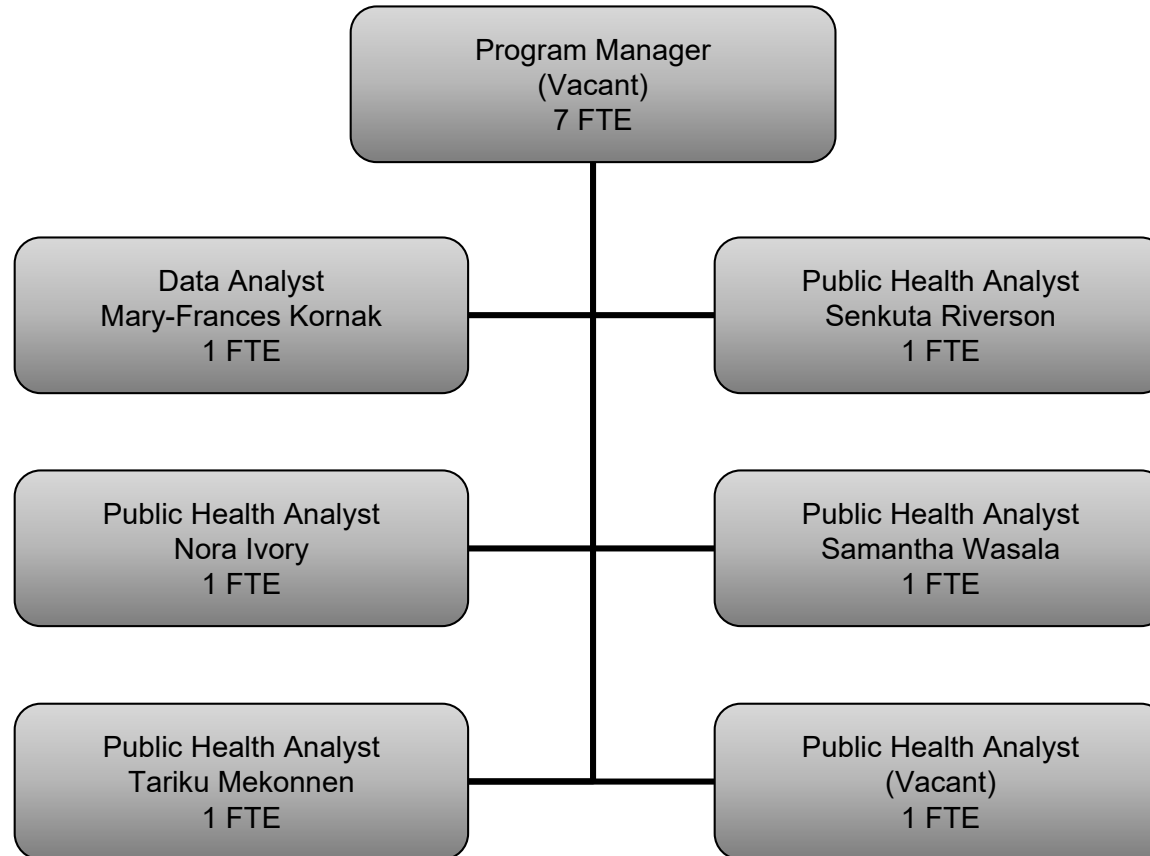 Program Manager
(Vacant)
7 FTE
Data Analyst
Mary-Frances Kornak
1 FTE
Public Health Analyst
Senkuta Riverson
1 FTE
Public Health Analyst
Nora Ivory
1 FTE
Public Health Analyst
Samantha Wasala
1 FTE
Public Health Analyst
Tariku Mekonnen
1 FTE
Public Health Analyst
(Vacant)
1 FTE